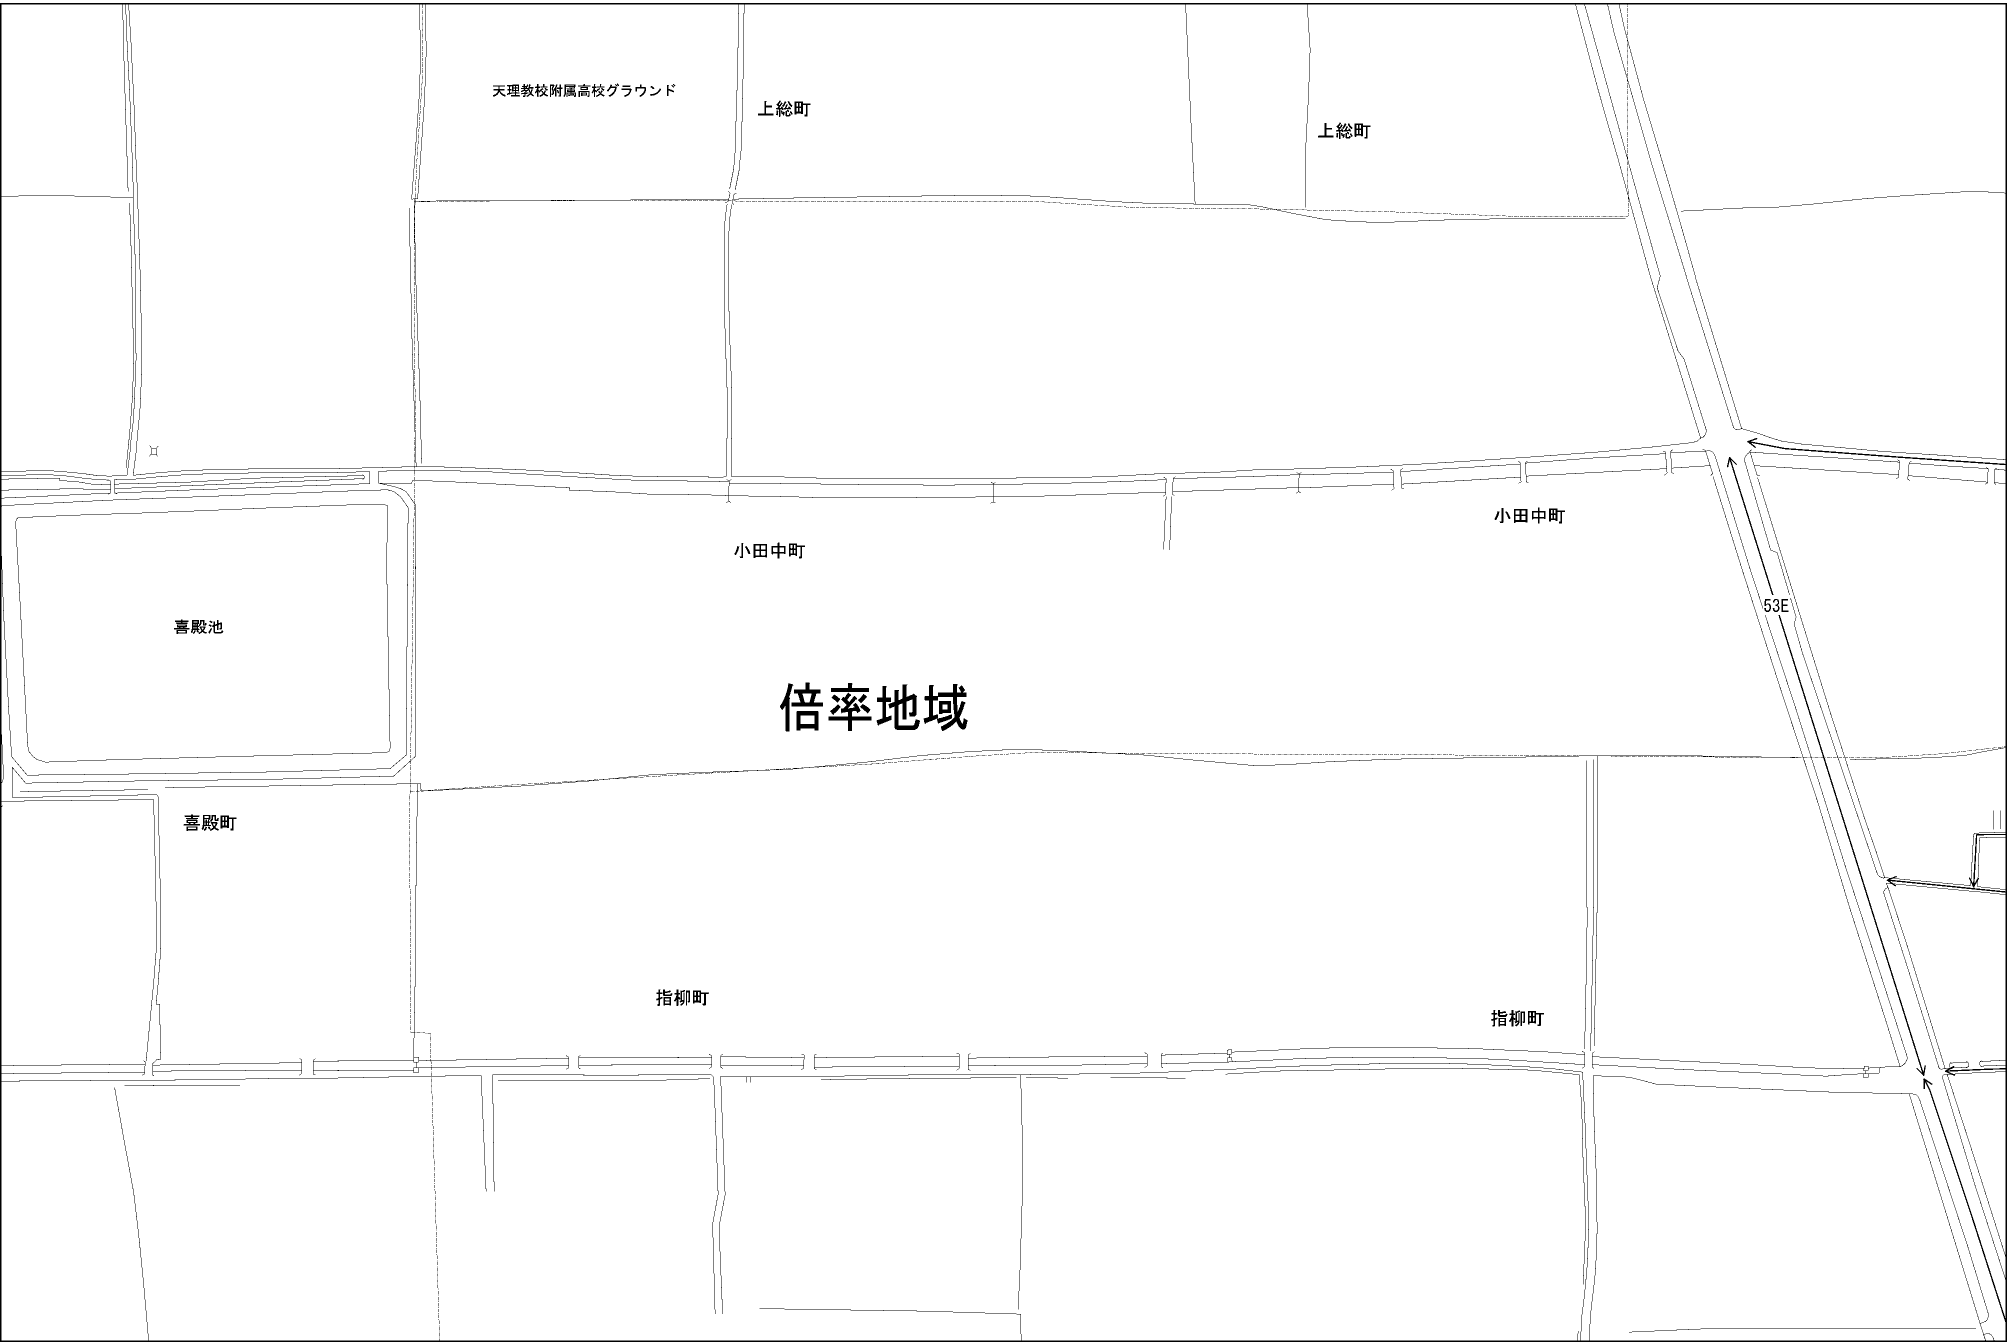 天理教校附属高校グラウンド
上総町
上総町
小田中町
小田中町
53E
喜殿池
倍率地域
喜殿町
指柳町
指柳町